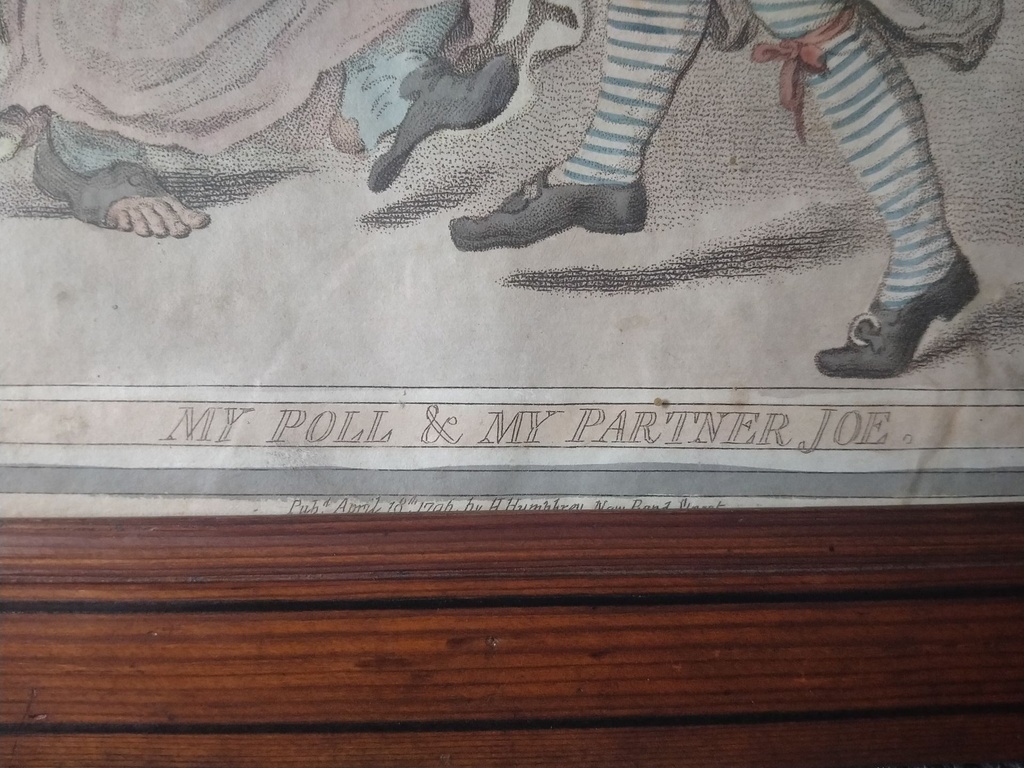 MY POLL & MY PARTNER JOE.
Pubd. April 18th 1796 by H. Humphrey New Bond Street